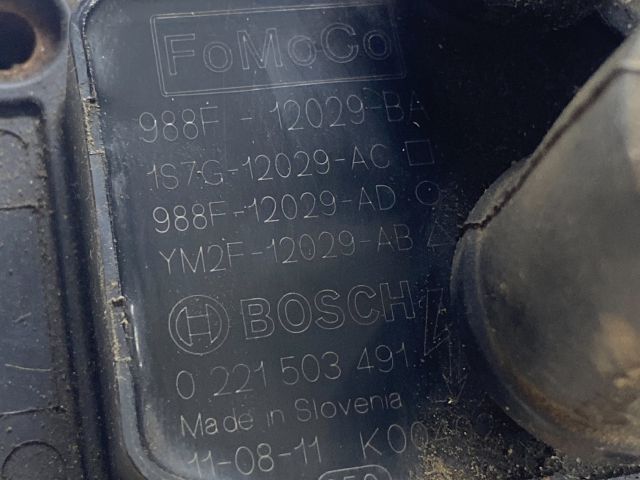 FoMoCo
988F-12029-BA
1S7G-12029-AC
988F-12029-AD
YM2F-12029-AB
BOSCH
0 221 503 491
Made in Slovenia
11-08-11